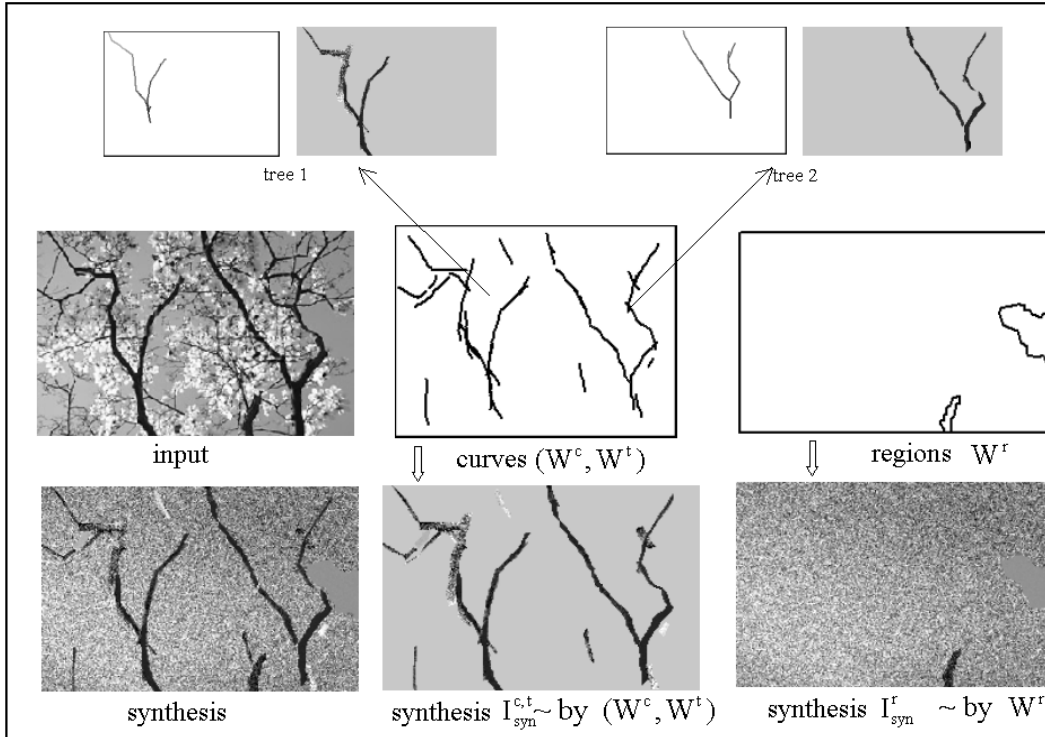 tree 1
tree 2
input
curves (W^c, W^t)
regions W^r
synthesis
synthesis I_syn^c,t ~ by (W^c, W^t)
synthesis I_syn^r ~ by W^r